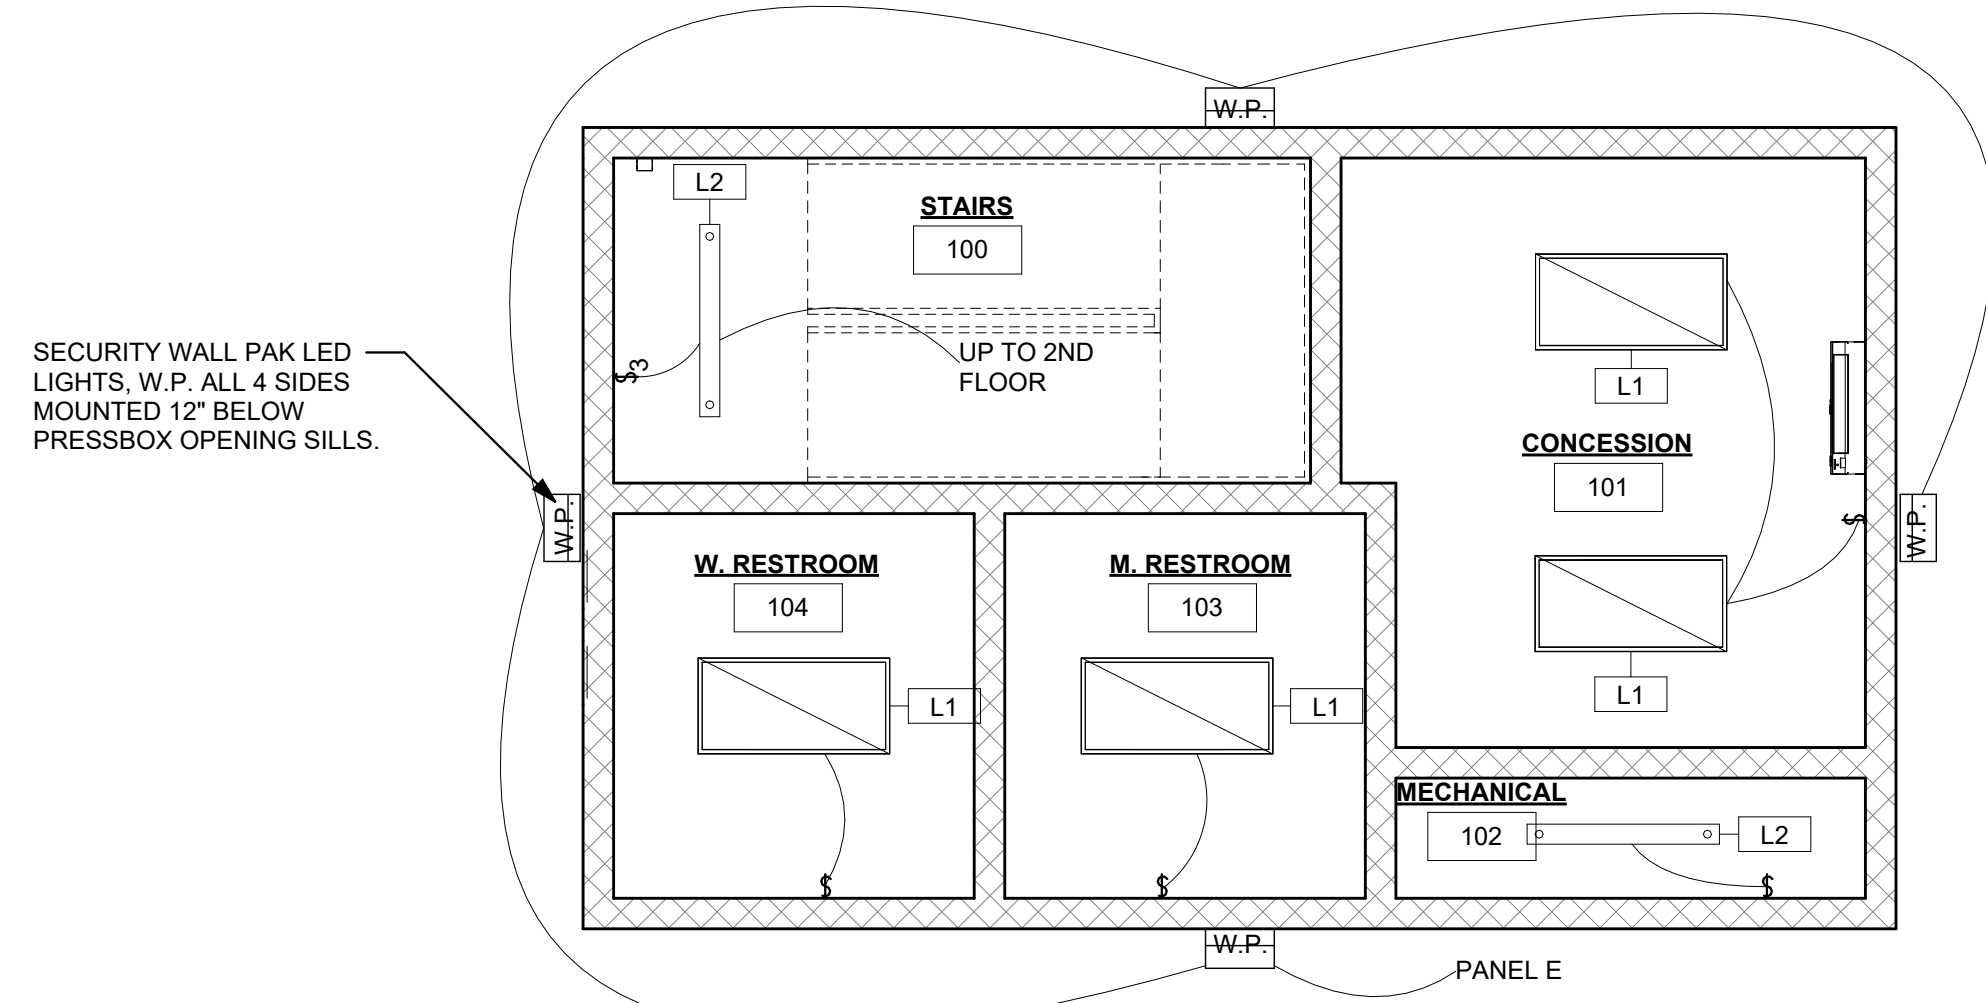 W.P.
L2
STAIRS
100
$3
UP TO 2ND
FLOOR
SECURITY WALL PAK LED
LIGHTS, W.P. ALL 4 SIDES
MOUNTED 12" BELOW
PRESSBOX OPENING SILLS.
L1
CONCESSION
101
$
L1
W.P.
W.P.
W. RESTROOM
104
L1
$
M. RESTROOM
103
L1
$
MECHANICAL
102
L2
$
W.P.
PANEL E